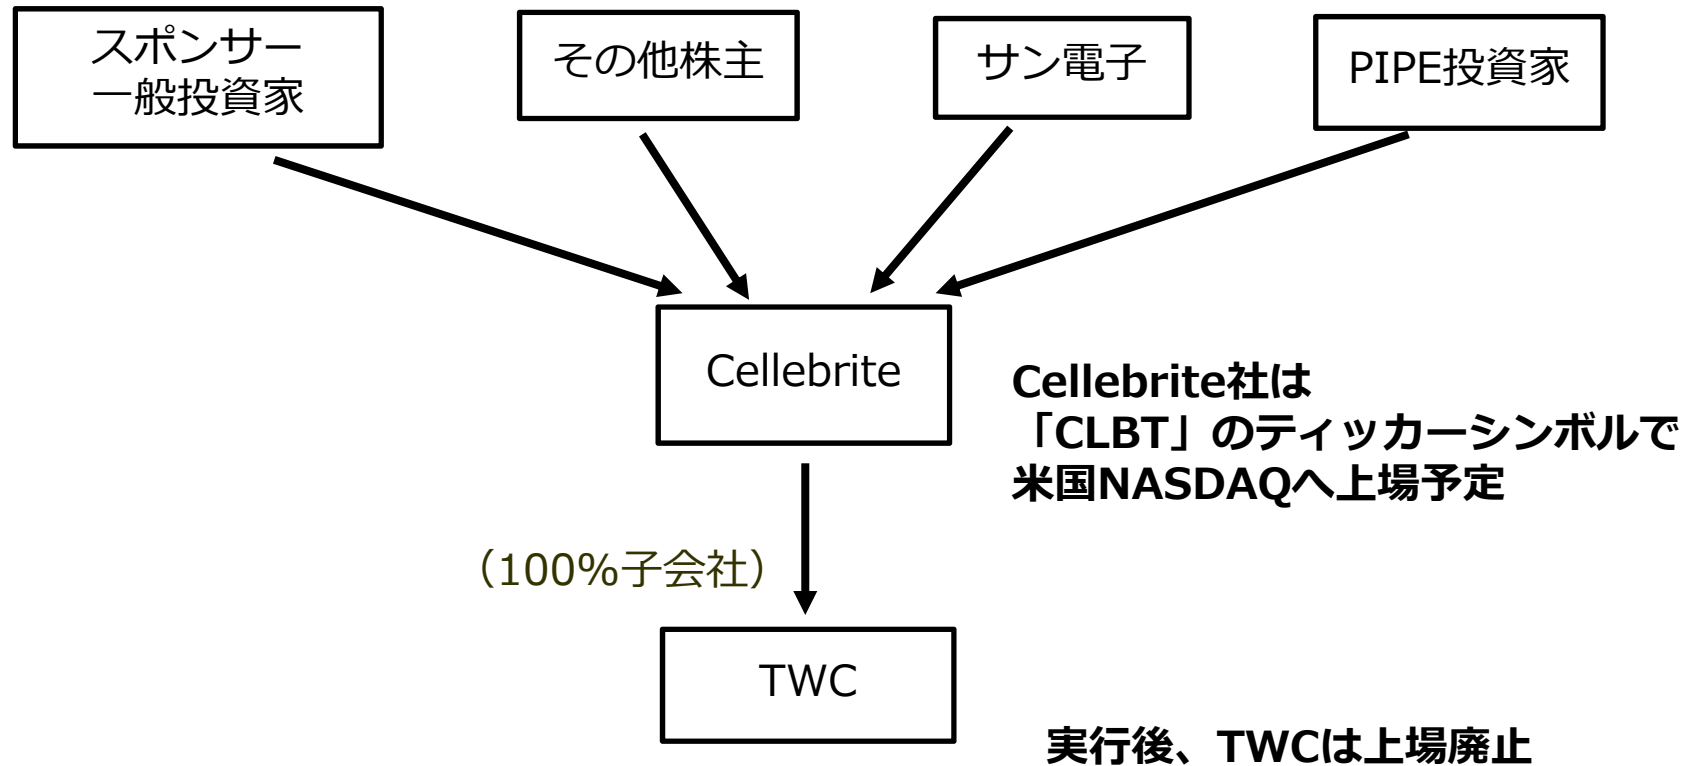 スポンサー
一般投資家
その他株主
サン電子
PIPE投資家
Cellebrite
Cellebrite社は
「CLBT」のティッカーシンボルで
米国NASDAQへ上場予定
（100%子会社）
TWC
実行後、TWCは上場廃止